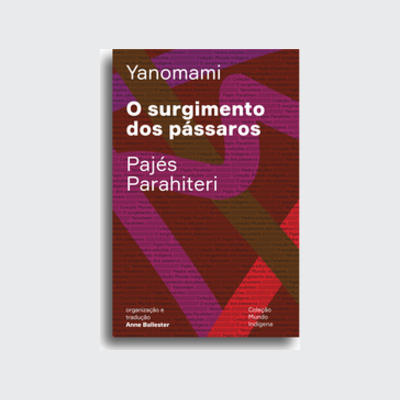 Yanomami
O surgimento
dos pássaros
Pajés
Parahiteri
organização e
tradução
Anne Ballester
Coleção
Mundo
Indígena